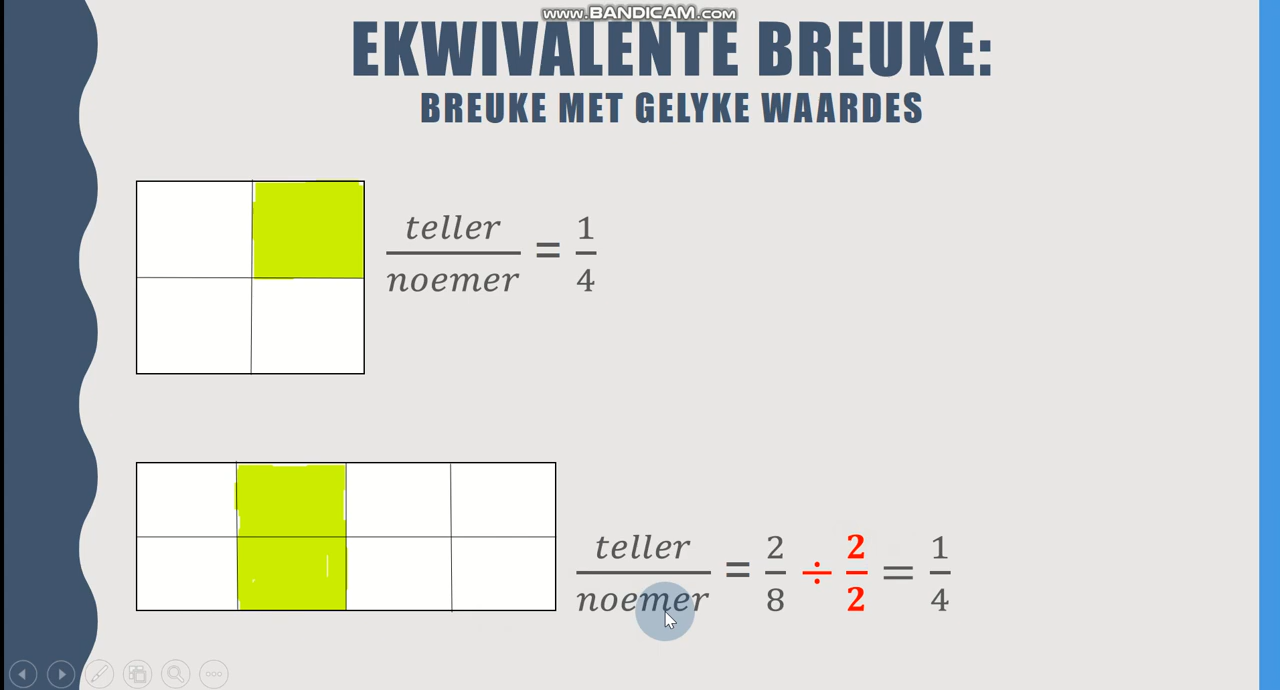 www.BANDICAM.com
EKWIVALENTE BREUKE:
BREUKE MET GELYKE WAARDES
teller/noemer = 1/4
teller/noemer = 2/8 ÷ 2/2 = 1/4